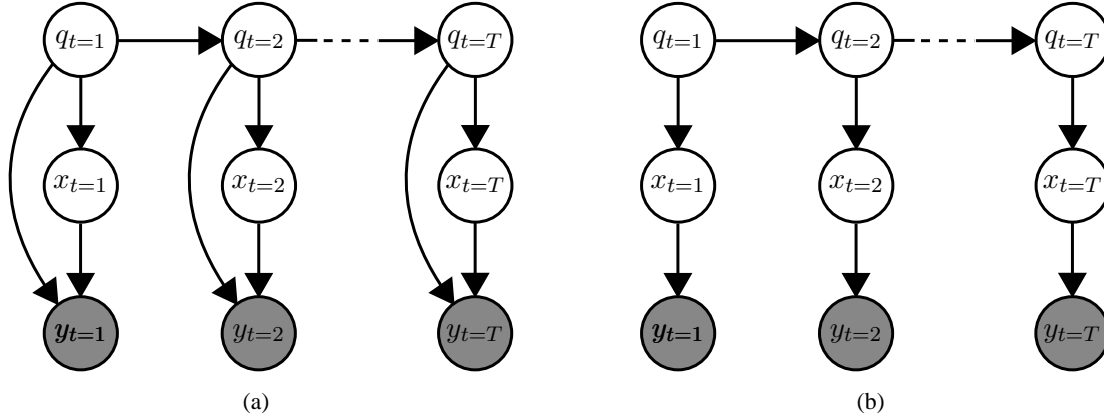 q_{t=1} q_{t=2} q_{t=T} q_{t=1} q_{t=2} q_{t=T}
x_{t=1} x_{t=2} x_{t=T} x_{t=1} x_{t=2} x_{t=T}
y_{t=1} y_{t=2} y_{t=T} y_{t=1} y_{t=2} y_{t=T}
(a) (b)